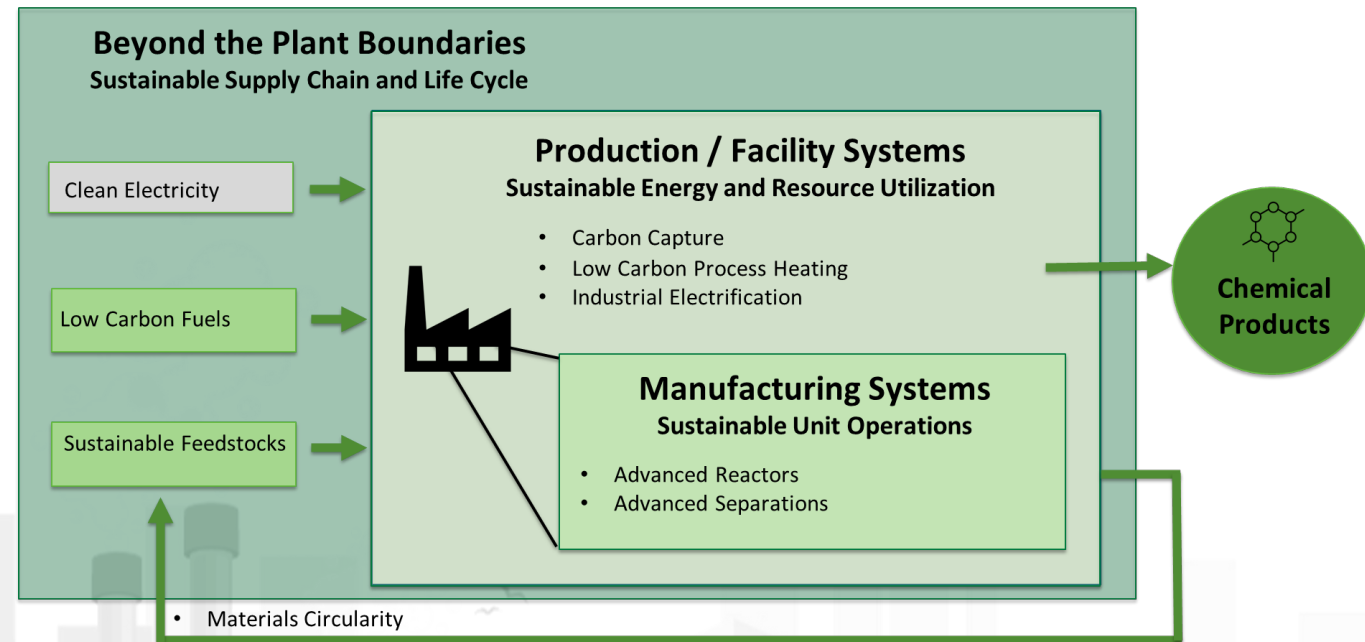 Beyond the Plant Boundaries
Sustainable Supply Chain and Life Cycle
Clean Electricity
Low Carbon Fuels
Sustainable Feedstocks
Production / Facility Systems
Sustainable Energy and Resource Utilization
• Carbon Capture
• Low Carbon Process Heating
• Industrial Electrification
Manufacturing Systems
Sustainable Unit Operations
• Advanced Reactors
• Advanced Separations
Chemical
Products
• Materials Circularity